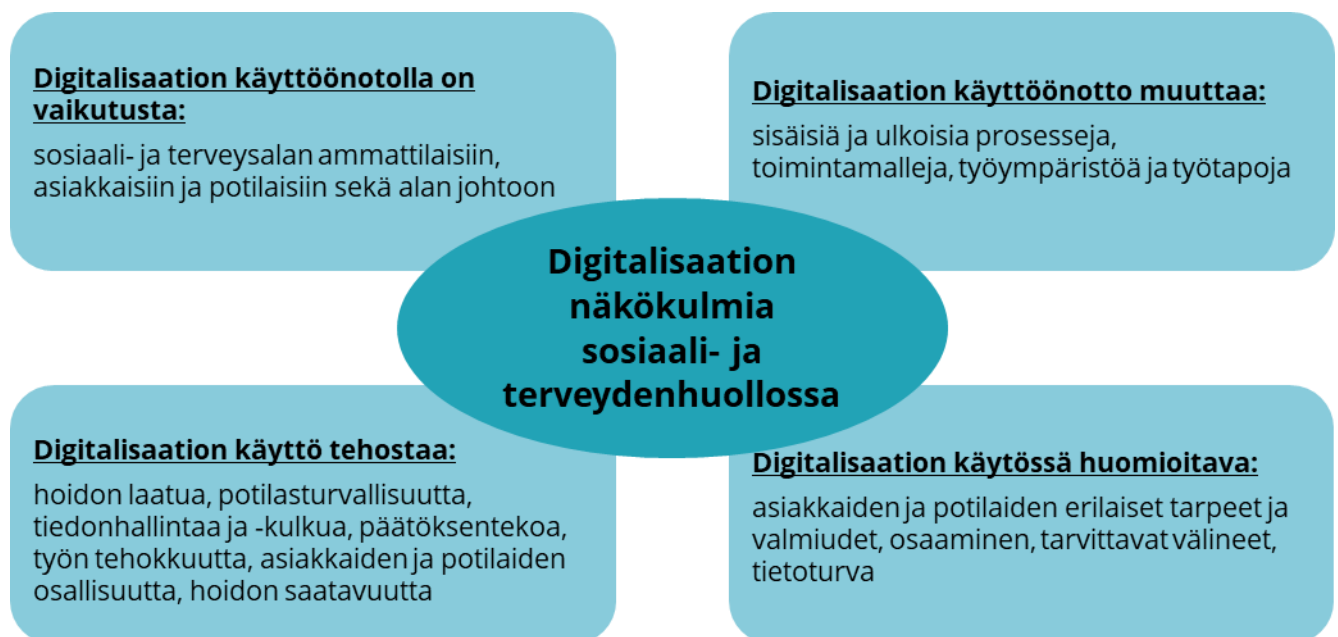 Digitalisaation käyttöönotolla on
vaikutusta:
sosiaali- ja terveysalan ammattilaisiin,
asiakkaisiin ja potilaisiin sekä alan johtoon
Digitalisaation käyttöönotto muuttaa:
sisäisiä ja ulkoisia prosesseja,
toimintamalleja, työympäristöä ja työtapoja
Digitalisaation
näkökulmia
sosiaali- ja
terveydenhuollossa
Digitalisaation käyttö tehostaa:
hoidon laatua, potilasturvallisuutta,
tiedonhallintaa ja -kulkua, päätöksentekoa,
työn tehokkuutta, asiakkaiden ja potilaiden
osallisuutta, hoidon saatavuutta
Digitalisaation käytössä huomioitava:
asiakkaiden ja potilaiden erilaiset tarpeet ja
valmiudet, osaaminen, tarvittavat välineet,
tietoturva